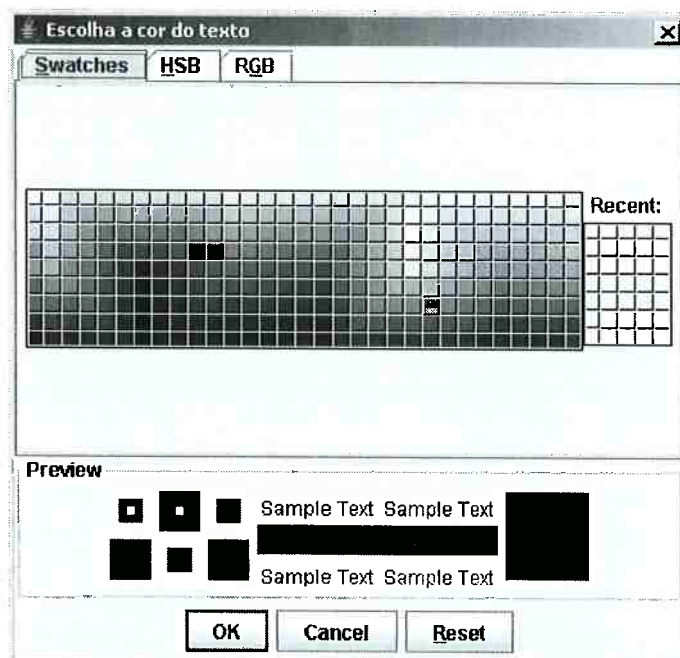 Escolha a cor do texto
Swatches HSB RGB
Recent:
Preview
Sample Text Sample Text
Sample Text Sample Text
OK Cancel Reset